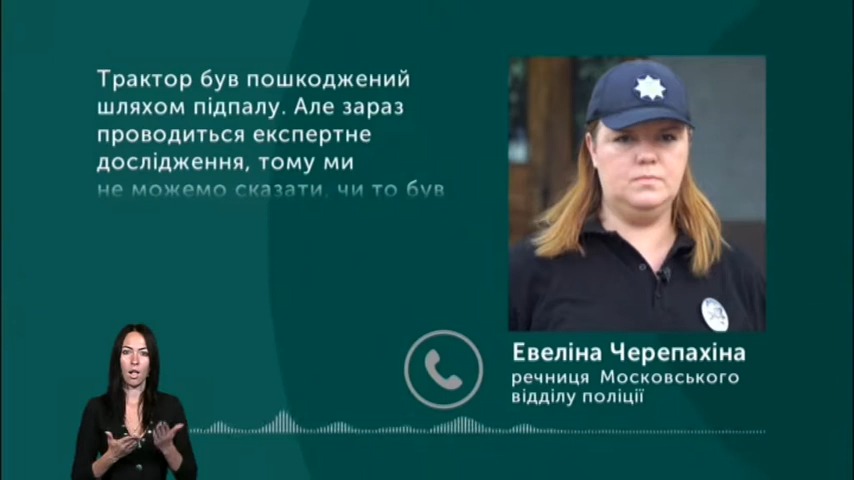 Трактор був пошкоджений
шляхом підпалу. Але зараз
проводиться експертне
дослідження, тому ми
не можемо сказати, чи то був
Евеліна Черепахіна
речниця Московського
відділу поліції